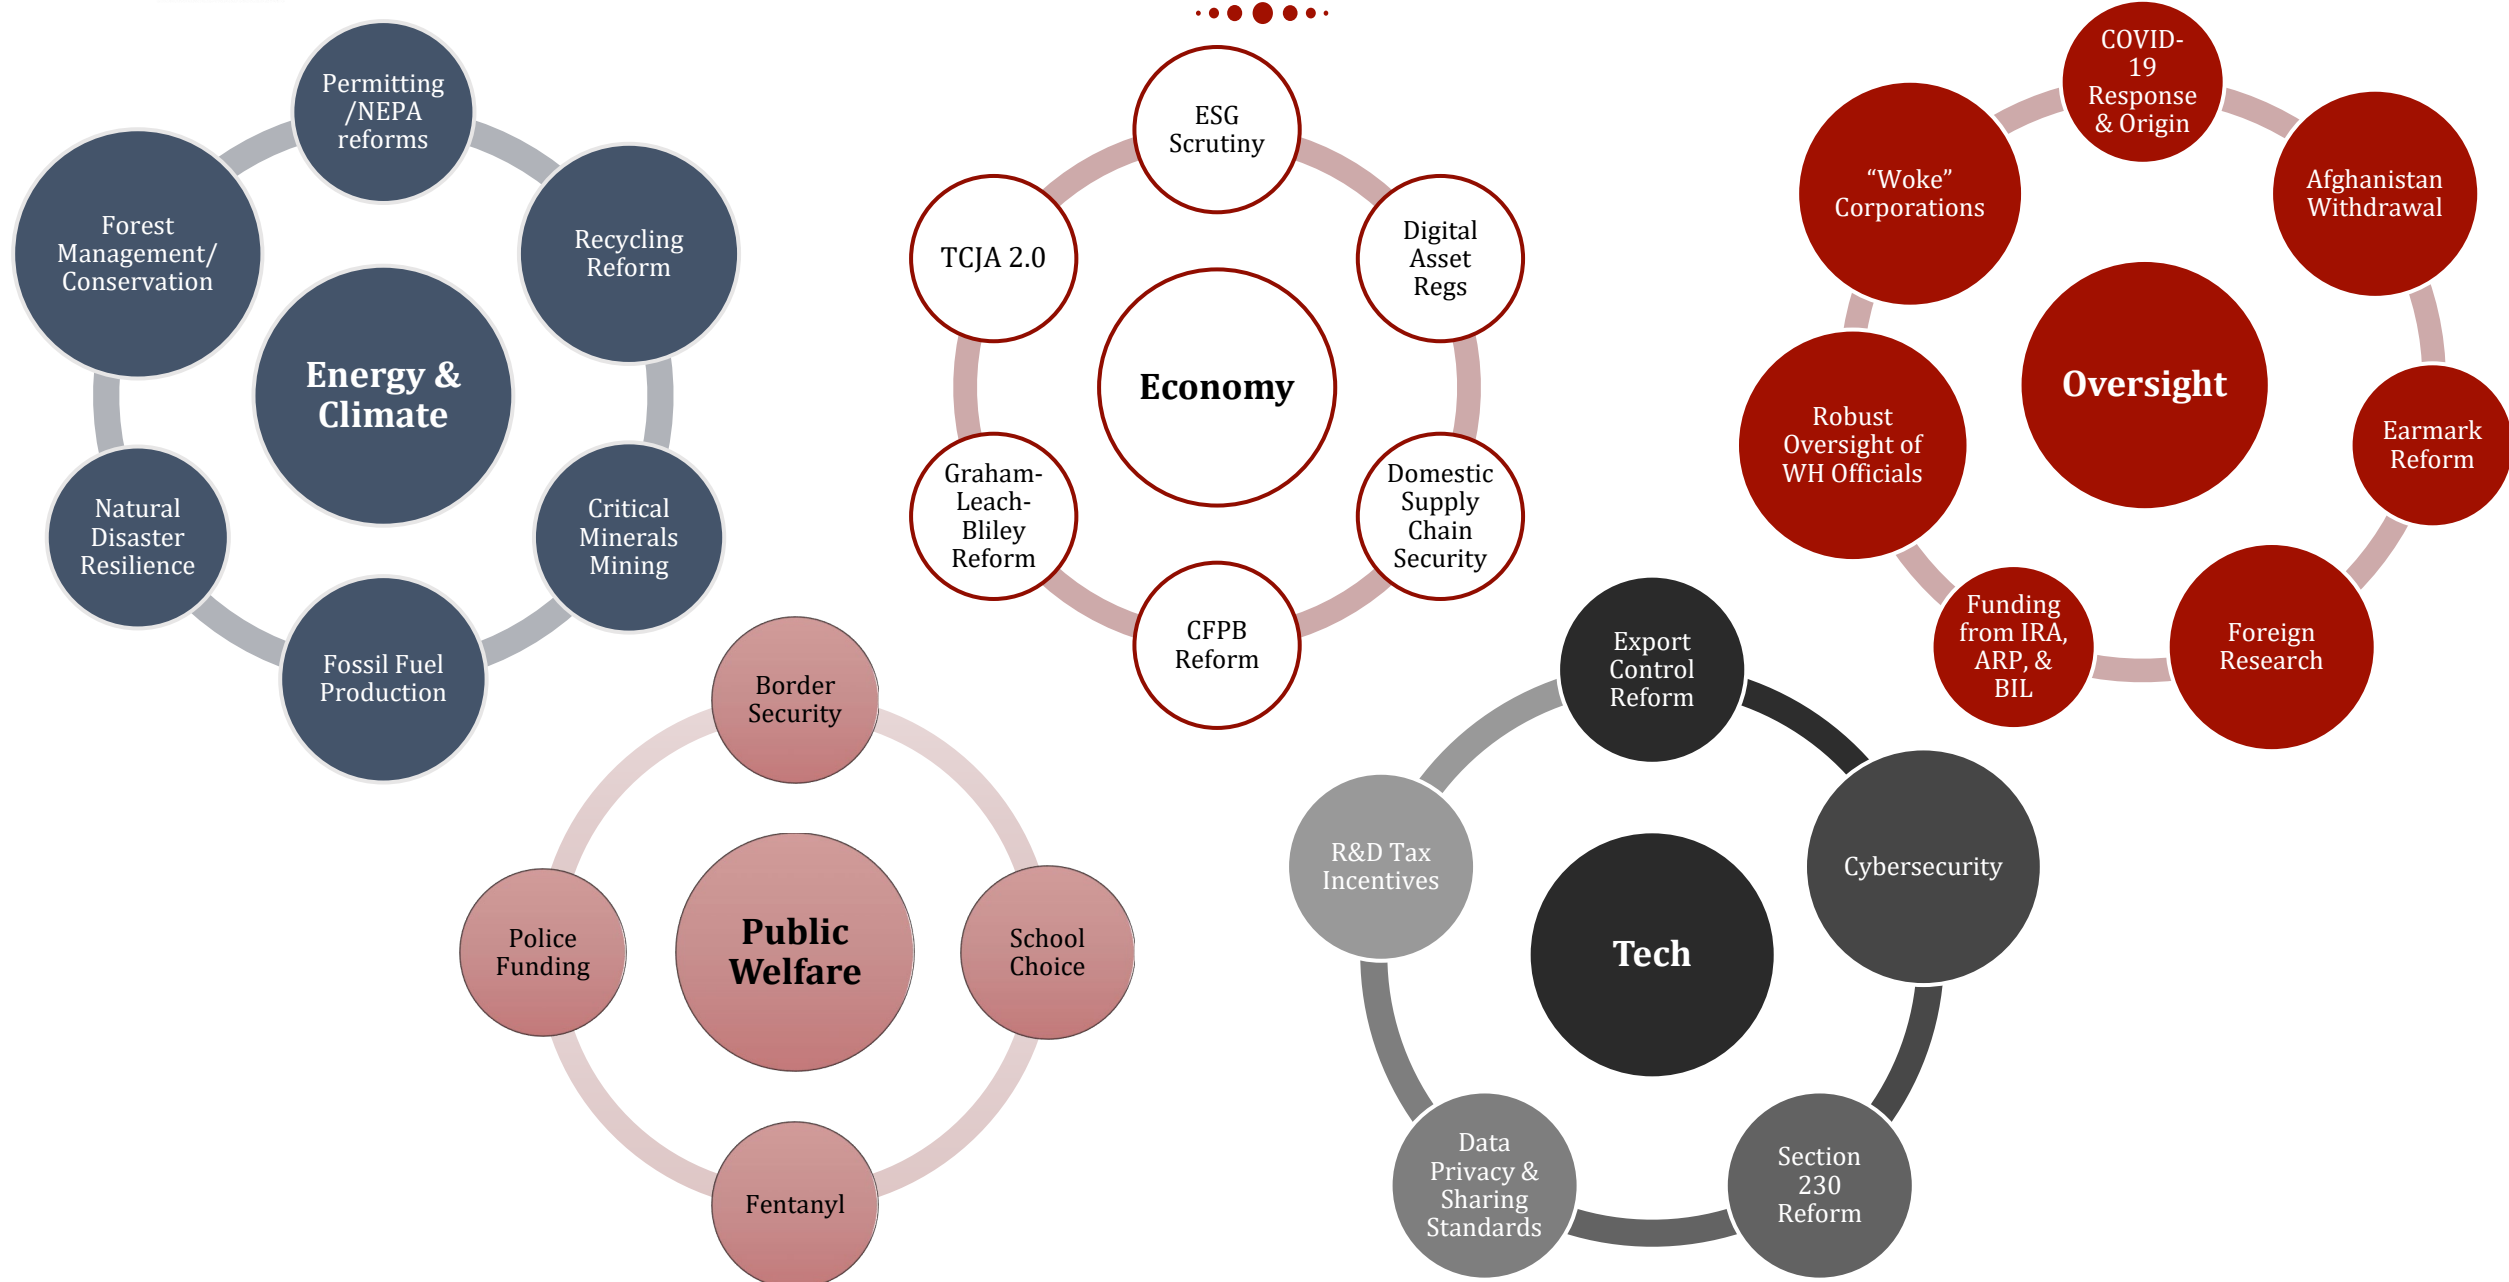 Permitting
/NEPA
reforms
Recycling
Reform
Critical
Minerals
Mining
Fossil Fuel
Production
Natural
Disaster
Resilience
Forest
Management/
Conservation
Energy &
Climate
ESG
Scrutiny
Digital
Asset
Regs
Domestic
Supply
Chain
Security
CFPB
Reform
Graham-
Leach-
Bliley
Reform
TCJA 2.0
Economy
COVID-
19
Response
& Origin
Afghanistan
Withdrawal
Earmark
Reform
Foreign
Research
Funding
from IRA,
ARP, &
BIL
Robust
Oversight of
WH Officials
“Woke”
Corporations
Oversight
Border
Security
School
Choice
Fentanyl
Police
Funding
Public
Welfare
Export
Control
Reform
Cybersecurity
Section
230
Reform
Data
Privacy &
Sharing
Standards
R&D Tax
Incentives
Tech